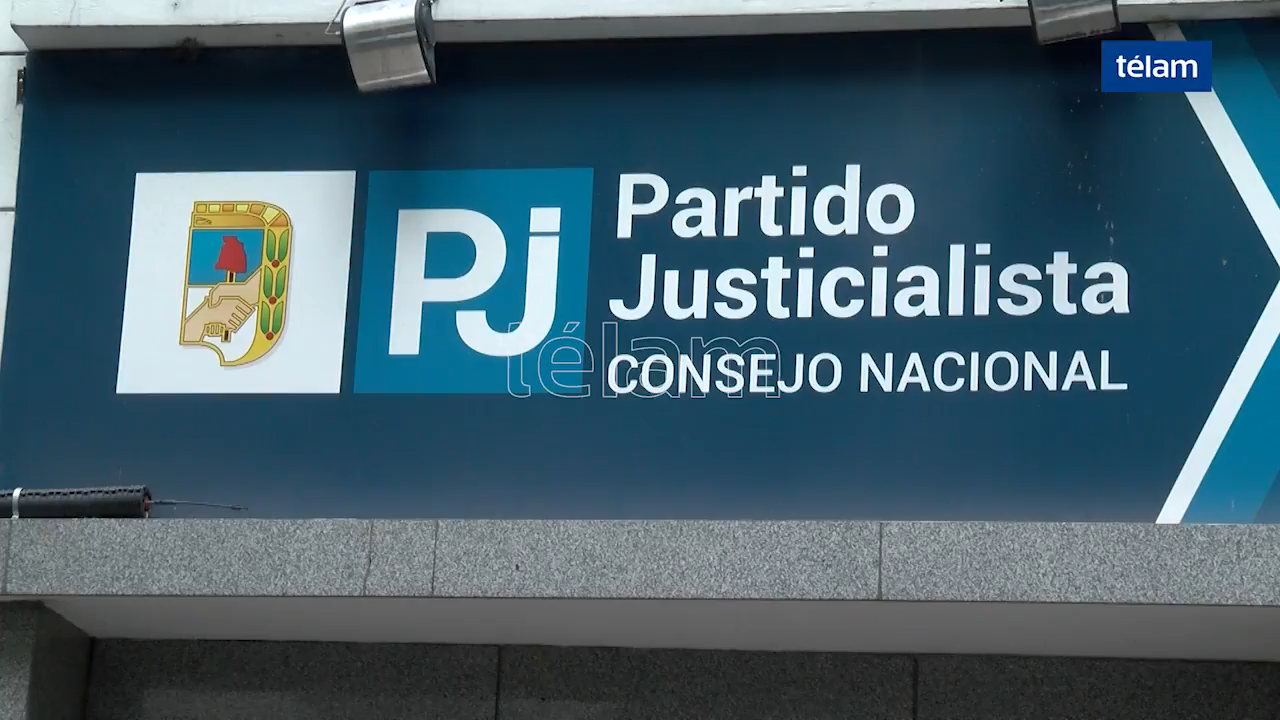 télam
PJ
Partido
Justicialista
CONSEJO NACIONAL
télam